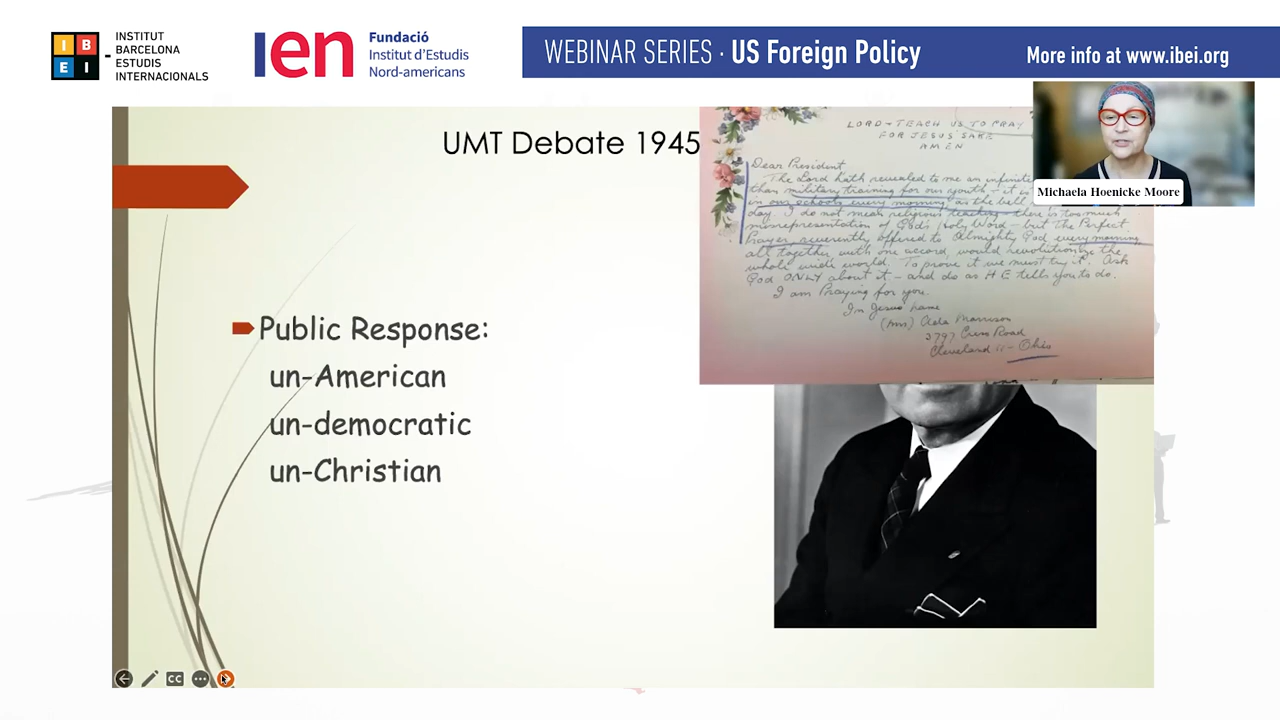 I B
E I
INSTITUT
BARCELONA
ESTUDIS
INTERNACIONALS
ien
Fundació
Institut d'Estudis
Nord-americans
WEBINAR SERIES · US Foreign Policy
More info at www.ibei.org
UMT Debate 1945
LORD - TEACH US TO PRAY
FOR JESUS' SAKE
AMEN
Dear President
The Lord hath revealed to me an infinite
than military training for our youth - it is
in our schools every morning, as the bell
day. I do not mean religious teaching - there is too much
misrepresentation of God's Holy Word - but The Perfect
Prayer, reverently offered to Almighty God every morning,
all together with one accord, would revolutionize the
whole wide world. To prove it we must try it. Ask
God ONLY about it - and do as HE tells you to do.
I am Praying for you.
In Jesus' name
(Mrs) Morrison
3797 Road
Cleveland 11 - Ohio
Michaela Hoenicke Moore
Public Response:
un-American
un-democratic
un-Christian
CC